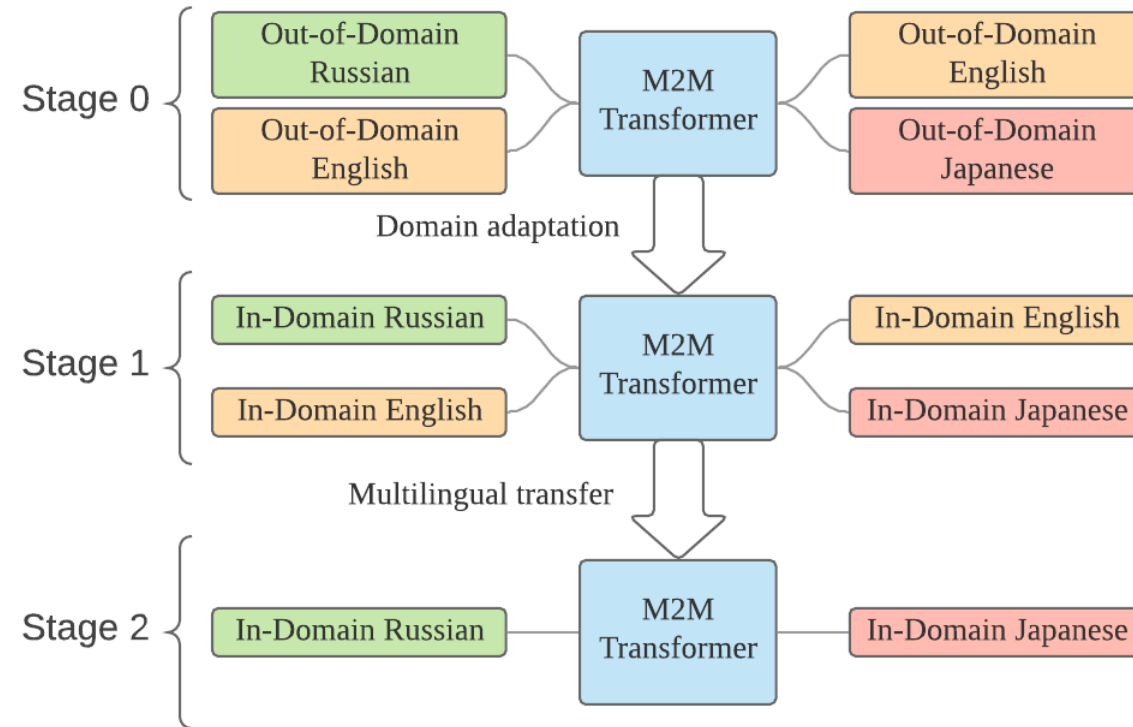 Stage 0
Out-of-Domain
Russian
Out-of-Domain
English
M2M
Transformer
Out-of-Domain
English
Out-of-Domain
Japanese
Domain adaptation
Stage 1
In-Domain Russian
In-Domain English
M2M
Transformer
In-Domain English
In-Domain Japanese
Multilingual transfer
Stage 2
In-Domain Russian
M2M
Transformer
In-Domain Japanese